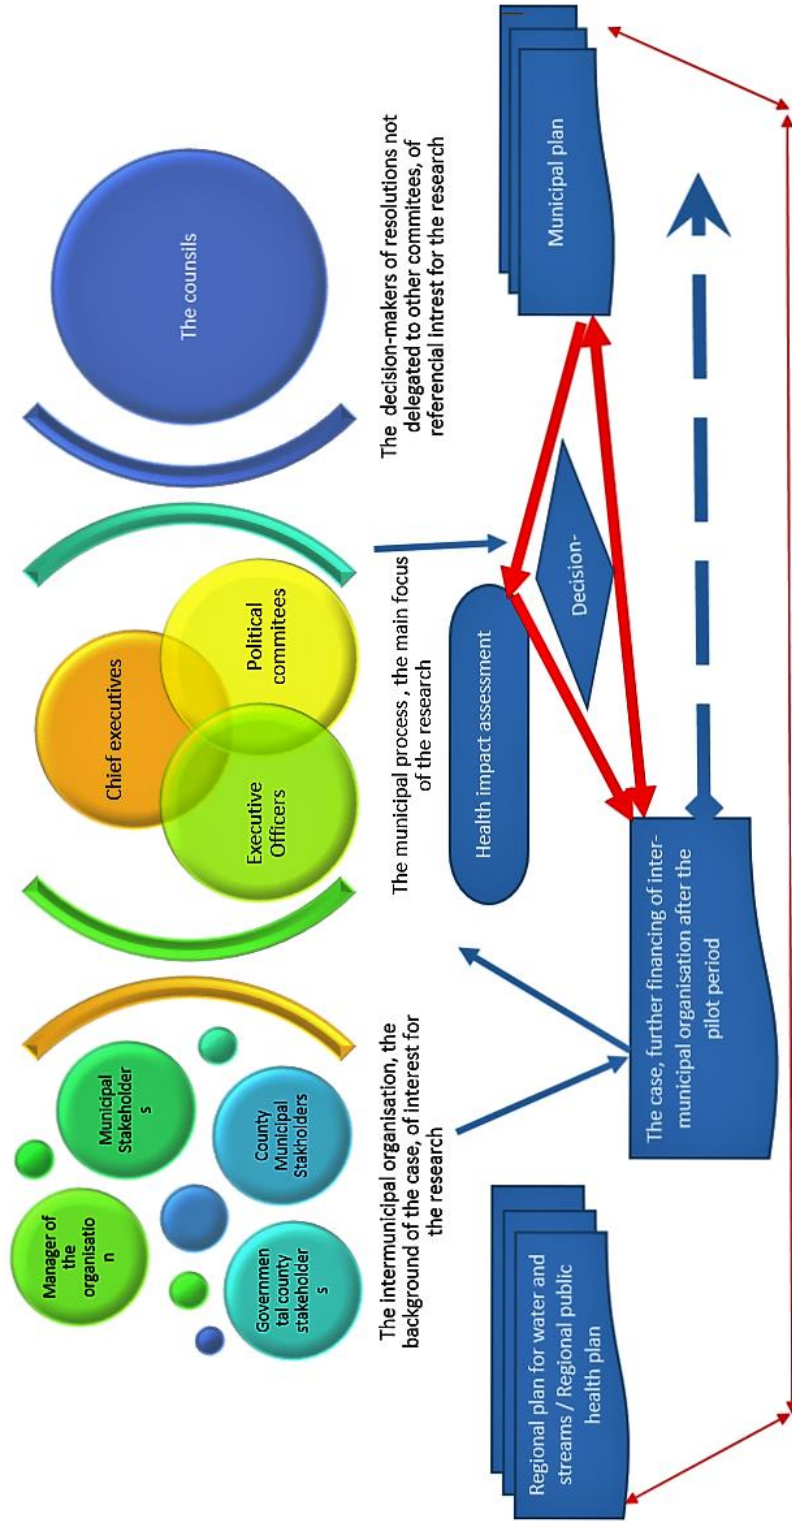 Manager of
the
organisatio
n
Municipal
Stakeholder
s
Governmen
tal county
stakeholder
s
County
Municipal
Stakholders
Chief executives
Executive
Officers
Political
commitees
The counsils
The intermunicipal organisation, the
background of the case, of interest for
the research
The municipal process , the main focus
of the research
The  decision-makers of resolutions not
delegated to other commitees, of
referencial intrest for the research
Regional plan for water and
streams / Regional public
health plan
Health impact assessment
Decision-
Municipal plan
The case, further financing of inter-
municipal organisation after the
pilot period